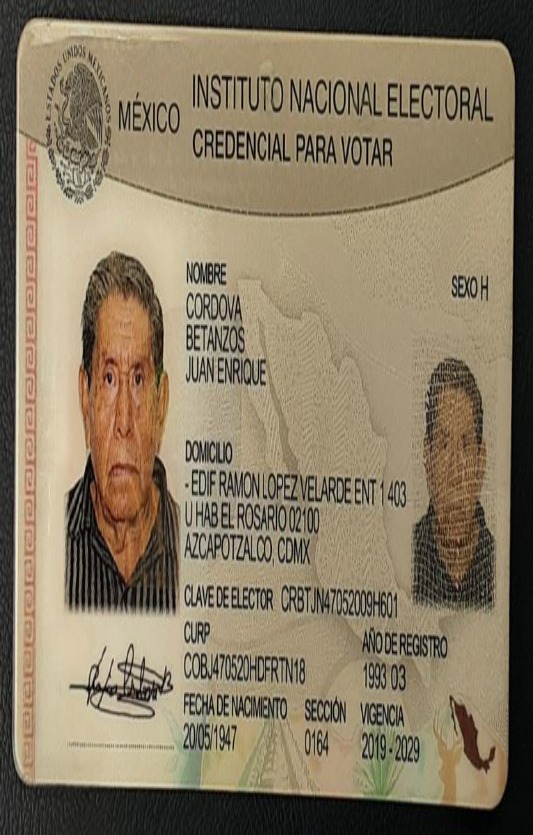 ESTADOS UNIDOS MEXICANOS
MÉXICO
INSTITUTO NACIONAL ELECTORAL
CREDENCIAL PARA VOTAR
NOMBRE
SEXO H
CORDOVA
BETANZOS
JUAN ENRIQUE
DOMICILIO
- EDIF RAMON LOPEZ VELARDE ENT 1 403
U HAB EL ROSARIO 02100
AZCAPOTZALCO, CDMX
CLAVE DE ELECTOR CRBTJN47052009H601
CURP
COBJ470520HDFRTN18
AÑO DE REGISTRO
1993 03
FECHA DE NACIMIENTO
20/05/1947
SECCIÓN
0164
VIGENCIA
2019 - 2029